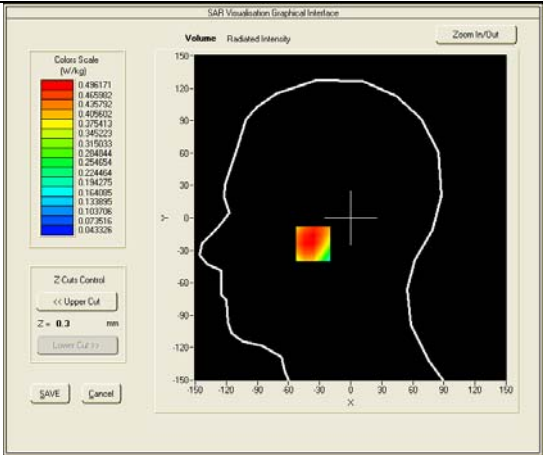 SAR Visualisation Graphical Interface
Volume Radiated Intensity
Zoom In/Out
Colors Scale
(W/kg)
0.496171
0.465982
0.435792
0.405602
0.375413
0.345223
0.315033
0.284844
0.254654
0.224464
0.194275
0.164085
0.133895
0.103706
0.073516
0.043326
Z-Cuts Control
<< Upper Cut
Z = 0.3 mm
Lower Cut >>
SAVE Cancel
150
120
90
60
30
0
-30
-60
-90
-120
-150
Y
-150 -120 -90 -60 -30 0 30 60 90 120 150
X